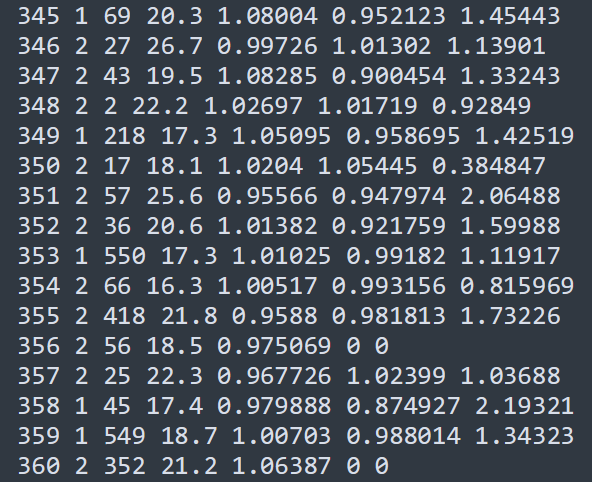 345 1 69 20.3 1.08004 0.952123 1.45443
346 2 27 26.7 0.99726 1.01302 1.13901
347 2 43 19.5 1.08285 0.900454 1.33243
348 2 2 22.2 1.02697 1.01719 0.92849
349 1 218 17.3 1.05095 0.958695 1.42519
350 2 17 18.1 1.0204 1.05445 0.384847
351 2 57 25.6 0.95566 0.947974 2.06488
352 2 36 20.6 1.01382 0.921759 1.59988
353 1 550 17.3 1.01025 0.99182 1.11917
354 2 66 16.3 1.00517 0.993156 0.815969
355 2 418 21.8 0.9588 0.981813 1.73226
356 2 56 18.5 0.975069 0 0
357 2 25 22.3 0.967726 1.02399 1.03688
358 1 45 17.4 0.979888 0.874927 2.19321
359 1 549 18.7 1.00703 0.988014 1.34323
360 2 352 21.2 1.06387 0 0